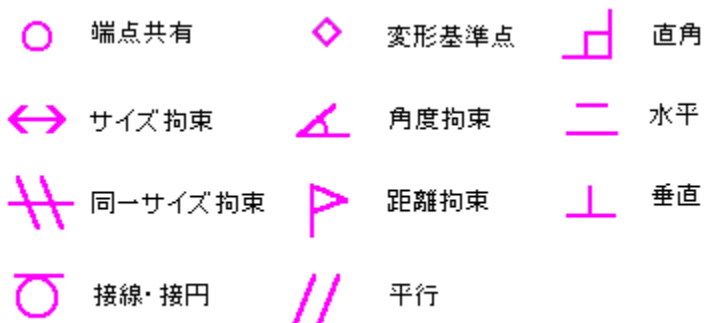 端点共有 変形基準点 直角
サイズ拘束 角度拘束 水平
同一サイズ拘束 距離拘束 垂直
接線・接円 平行